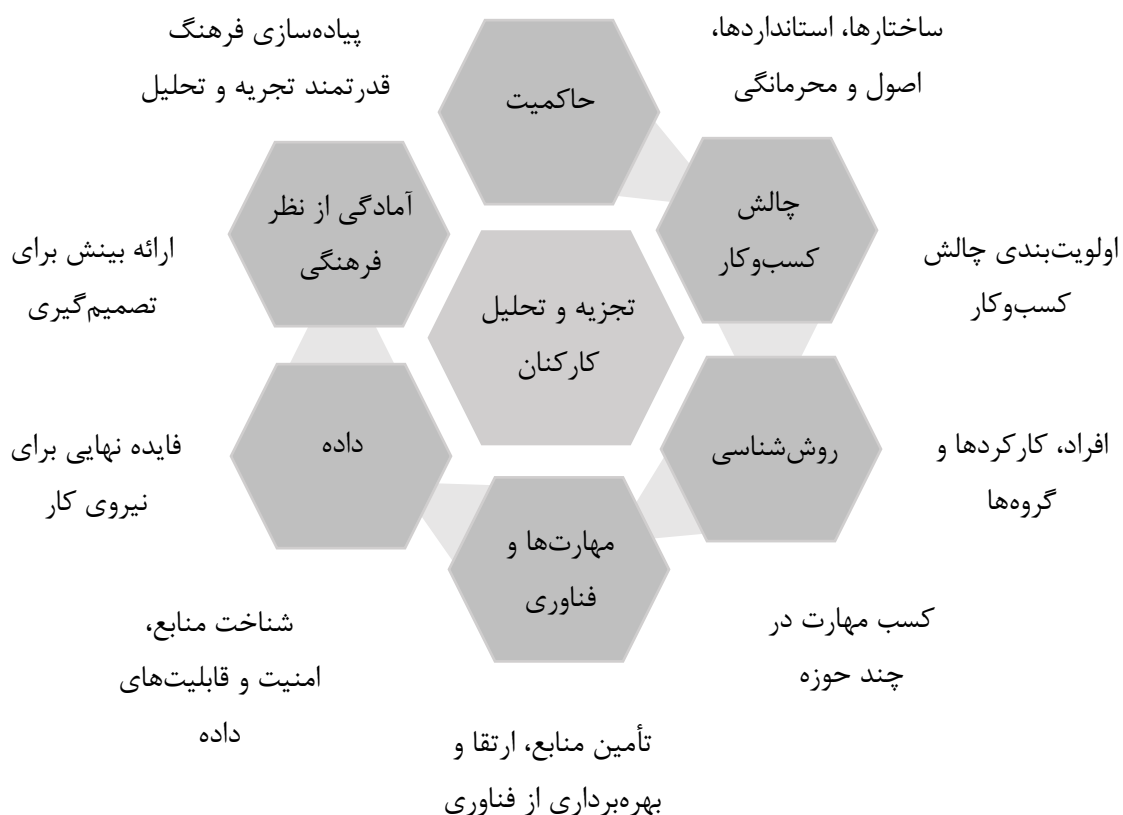 ساختارها، استانداردها،
اصول و محرمانگی
پیاده‌سازی فرهنگ
قدرتمند تجریه و تحلیل
حاکمیت
چالش
کسب‌وکار
آمادگی از نظر
فرهنگی
اولویت‌بندی چالش
کسب‌وکار
ارائه بینش برای
تصمیم‌گیری
تجزیه و تحلیل
کارکنان
افراد، کارکردها و
گروه‌ها
روش‌شناسی
داده
فایده نهایی برای
نیروی کار
مهارت‌ها و
فناوری
کسب مهارت در
چند حوزه
شناخت منابع،
امنیت و قابلیت‌های
داده
تأمین منابع، ارتقا و
بهره‌برداری از فناوری